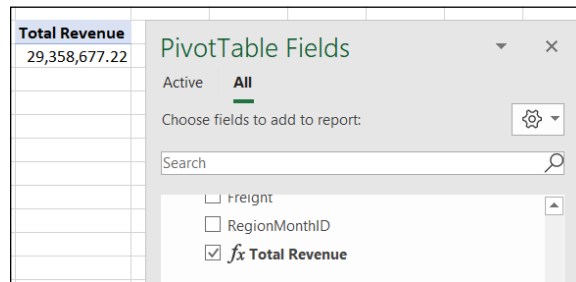 Total Revenue
29,358,677.22
PivotTable Fields
Active All
Choose fields to add to report:
Search
Freight
RegionMonthID
fx Total Revenue